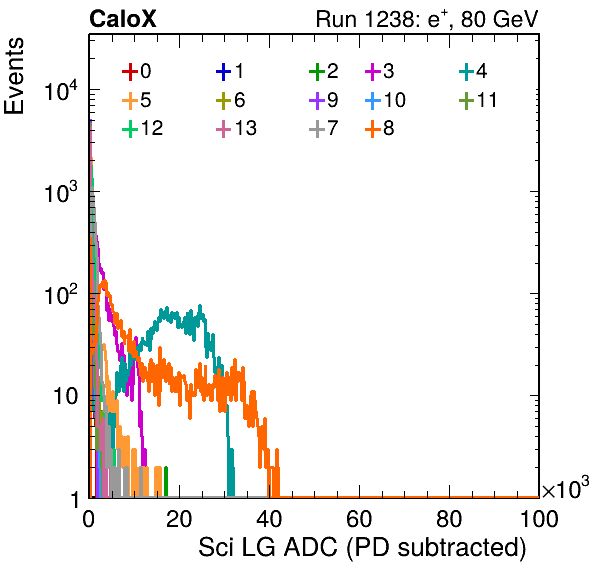 CaloX Run 1238: e⁺, 80 GeV
Events
0 1 2 3 4
5 6 9 10 11
12 13 7 8
10⁴
10³
10²
10
1
0 20 40 60 80 100
×10³
Sci LG ADC (PD subtracted)